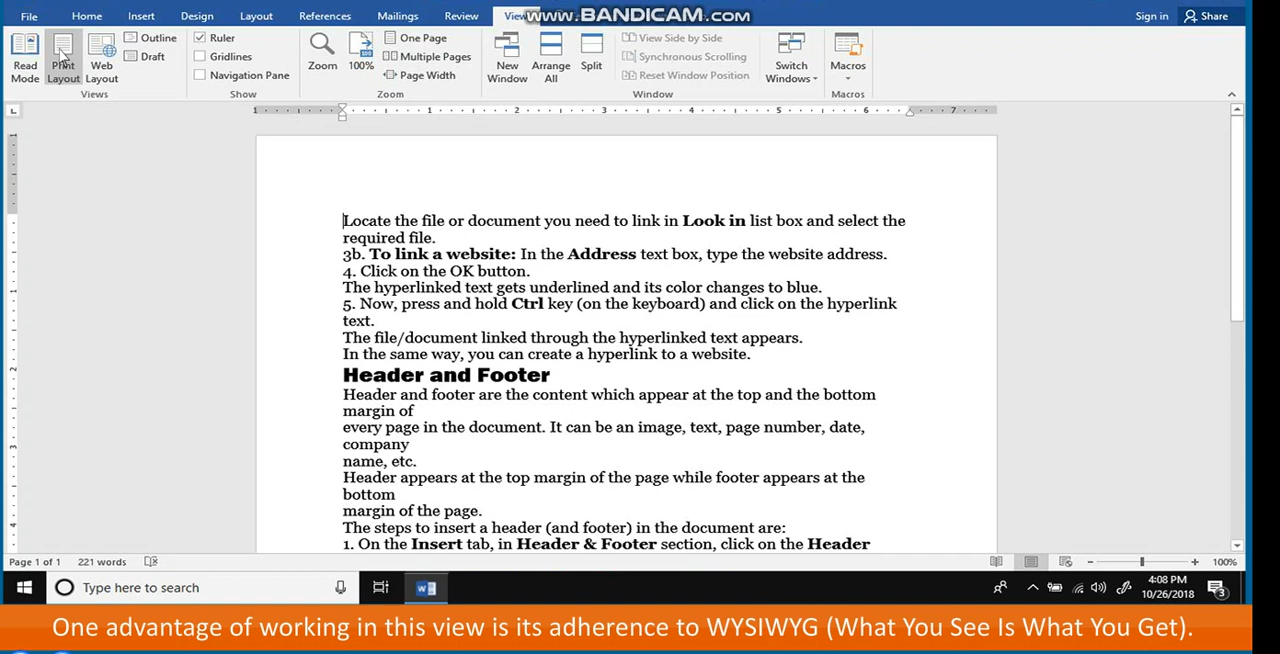 File Home Insert Design Layout References Mailings Review View WWW.BANDICAM.COM Sign in Share
Read Mode
Print Layout
Web Layout
Outline
Draft
Views
Ruler
Gridlines
Navigation Pane
Show
Zoom
100%
One Page
Multiple Pages
Page Width
Zoom
New Window
Arrange All
Split
View Side by Side
Synchronous Scrolling
Reset Window Position
Window
Switch Windows
Macros
Macros
1 1 2 3 4 5 6 7
Locate the file or document you need to link in Look in list box and select the
required file.
3b. To link a website: In the Address text box, type the website address.
4. Click on the OK button.
The hyperlinked text gets underlined and its color changes to blue.
5. Now, press and hold Ctrl key (on the keyboard) and click on the hyperlink
text.
The file/document linked through the hyperlinked text appears.
In the same way, you can create a hyperlink to a website.
Header and Footer
Header and footer are the content which appear at the top and the bottom
margin of
every page in the document. It can be an image, text, page number, date,
company
name, etc.
Header appears at the top margin of the page while footer appears at the
bottom
margin of the page.
The steps to insert a header (and footer) in the document are:
1. On the Insert tab, in Header & Footer section, click on the Header
Page 1 of 1 221 words 100%
Type here to search
4:08 PM
10/26/2018
3
One advantage of working in this view is its adherence to WYSIWYG (What You See Is What You Get).